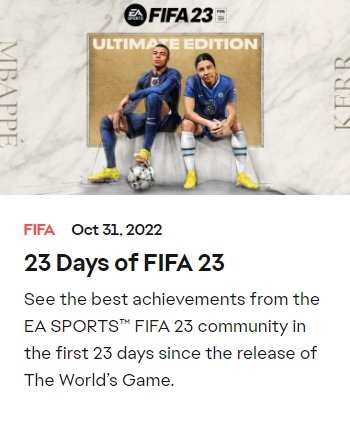 EA SPORTS FIFA 23
ULTIMATE EDITION
MBAPPÉ
KERR
3
FIFA Oct 31, 2022
23 Days of FIFA 23
See the best achievements from the
EA SPORTS™ FIFA 23 community in
the first 23 days since the release of
The World's Game.